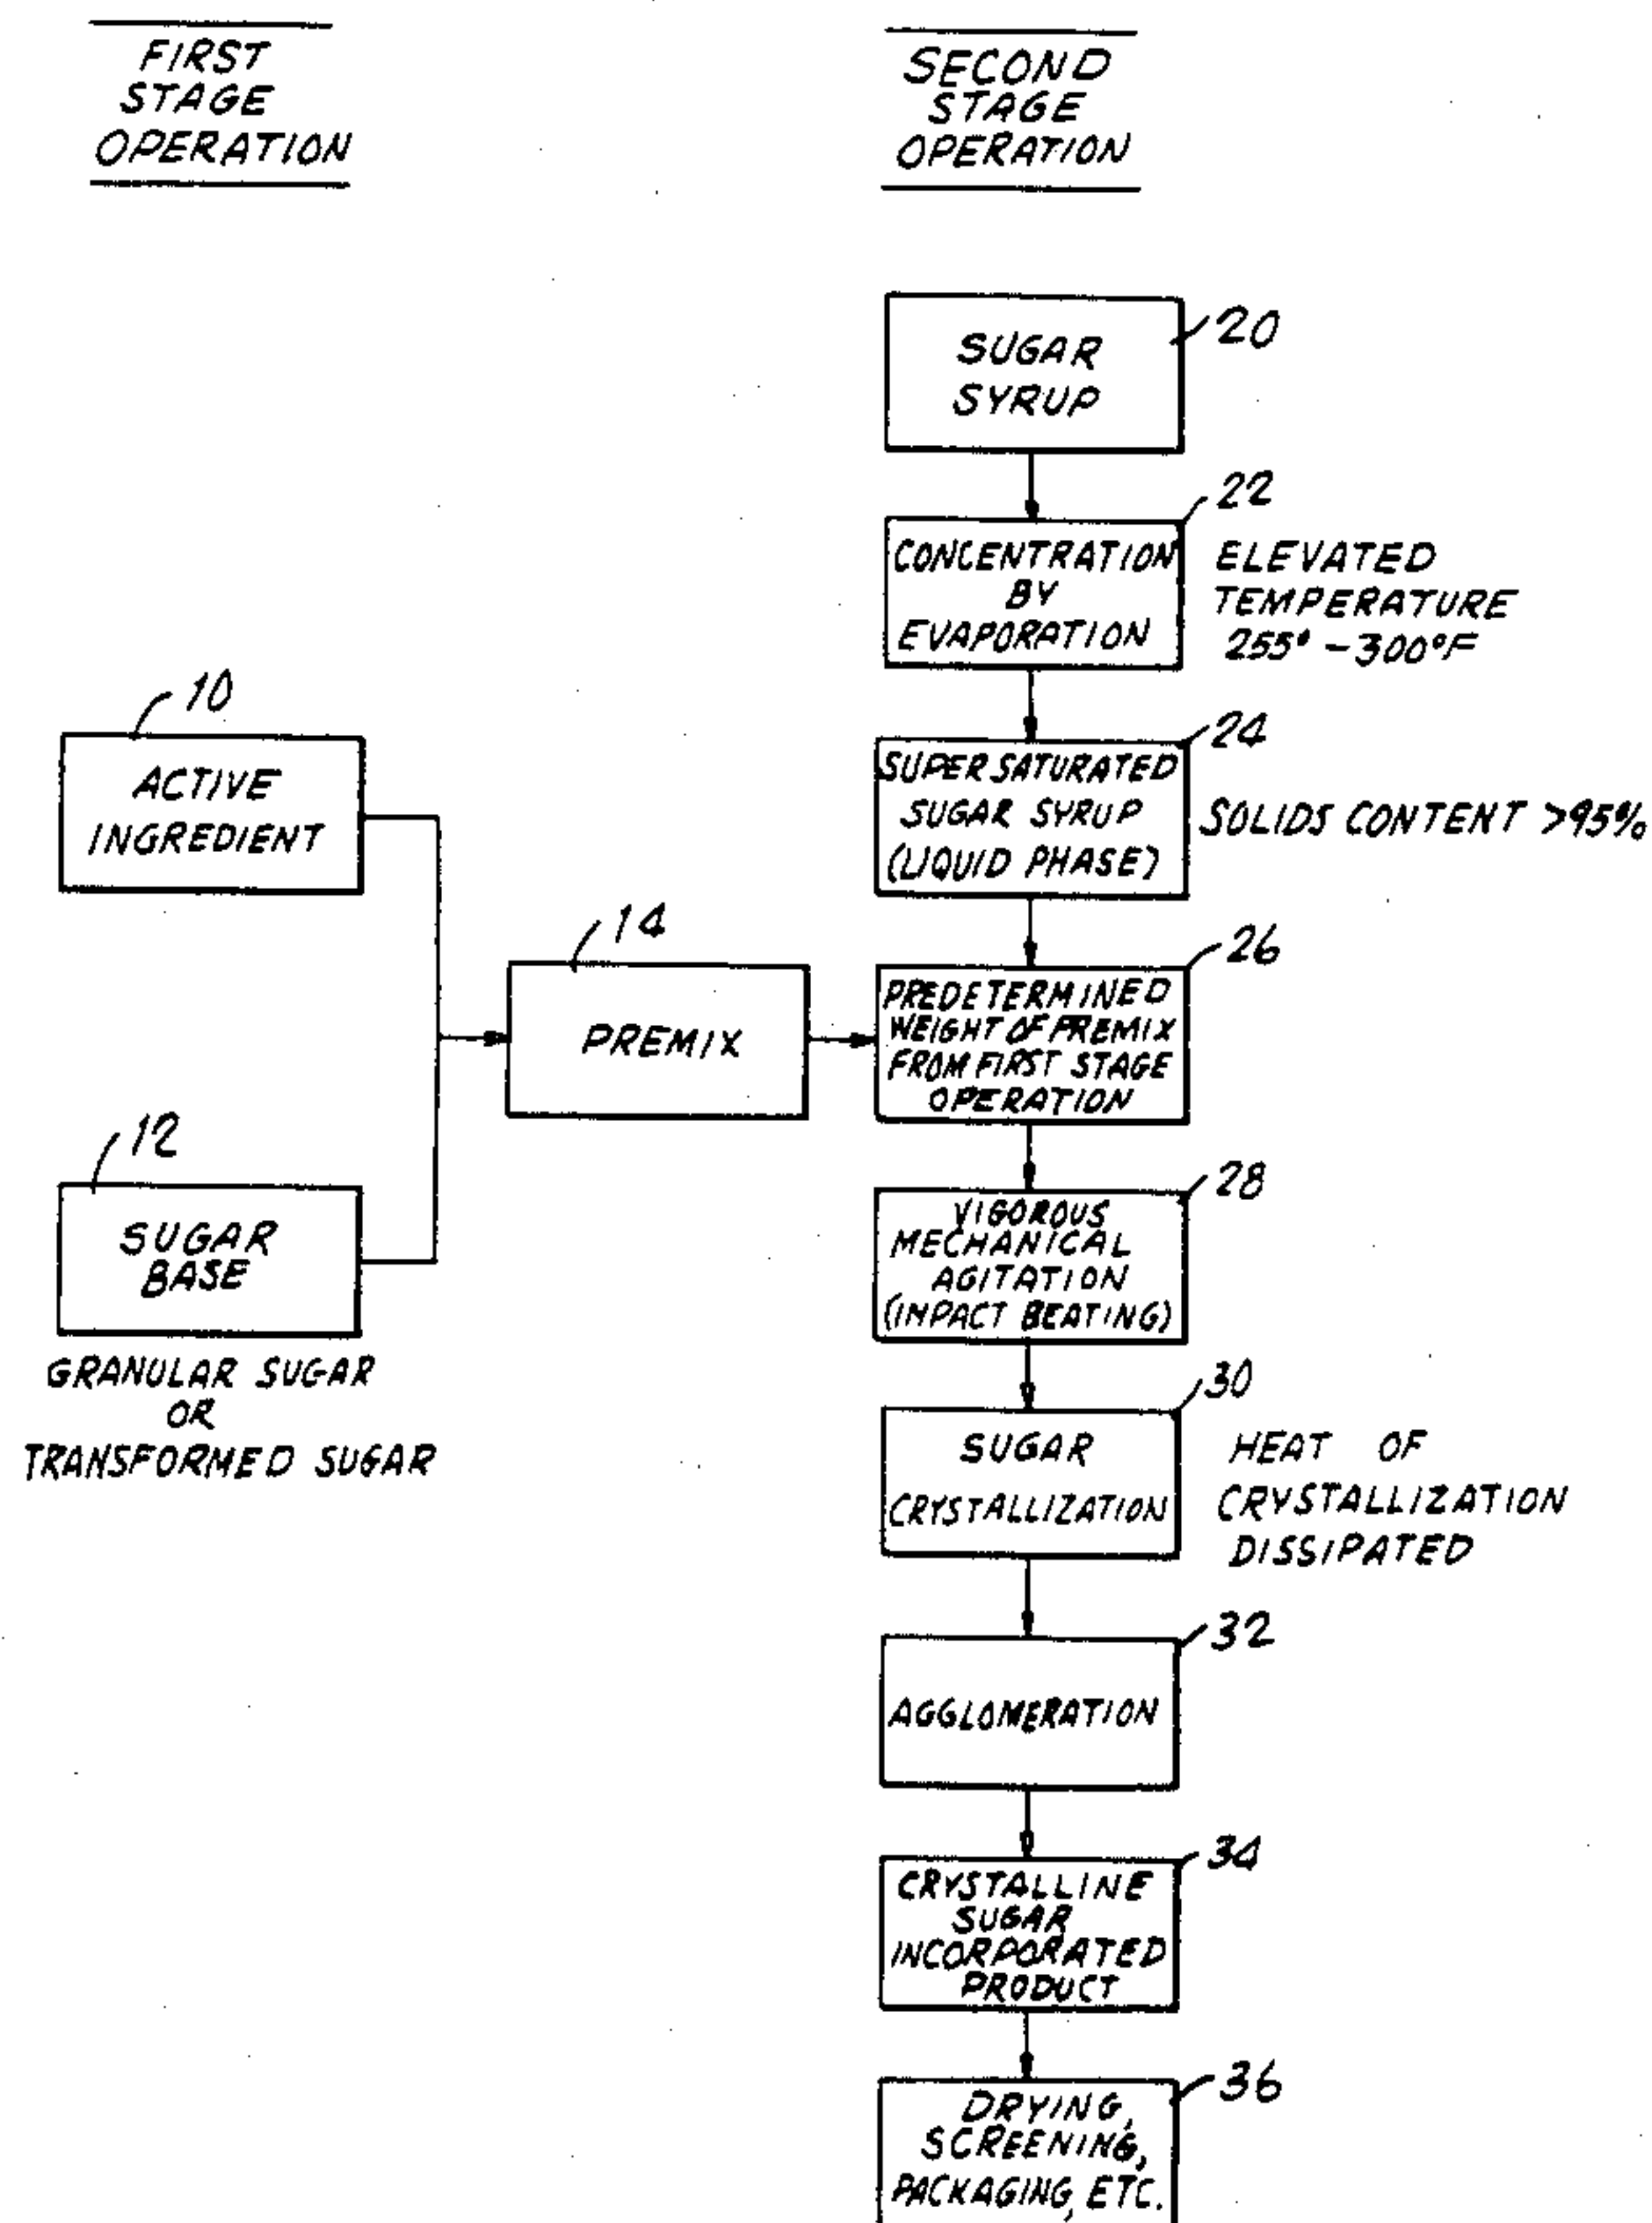 FIRST
STAGE
OPERATION
SECOND
STAGE
OPERATION
20
SUGAR
SYRUP
22
CONCENTRATION
BY
EVAPORATION
ELEVATED
TEMPERATURE
255° - 300°F
10
ACTIVE
INGREDIENT
24
SUPERSATURATED
SUGAR SYRUP
(LIQUID PHASE)
SOLIDS CONTENT >95%
14
PREMIX
26
PREDETERMINED
WEIGHT OF PREMIX
FROM FIRST STAGE
OPERATION
12
SUGAR
BASE
GRANULAR SUGAR
OR
TRANSFORMED SUGAR
28
VIGOROUS
MECHANICAL
AGITATION
(IMPACT BEATING)
30
SUGAR
CRYSTALLIZATION
HEAT OF
CRYSTALLIZATION
DISSIPATED
32
AGGLOMERATION
34
CRYSTALLINE
SUGAR
INCORPORATED
PRODUCT
36
DRYING,
SCREENING,
PACKAGING, ETC.